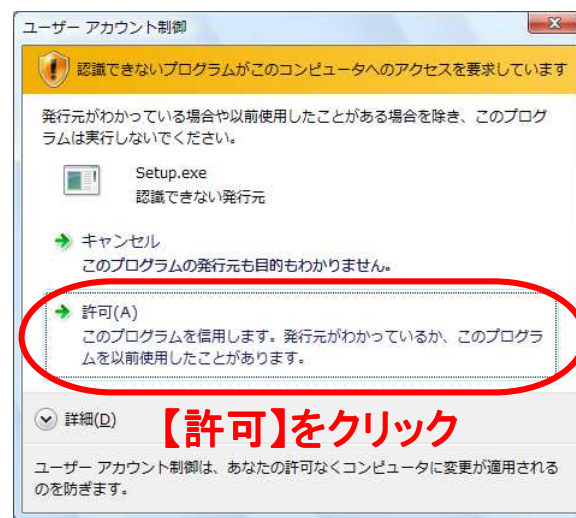 ユーザー アカウント制御
認識できないプログラムがこのコンピュータへのアクセスを要求しています
発行元がわかっている場合や以前使用したことがある場合を除き、このプログ
ラムは実行しないでください。
Setup.exe
認識できない発行元
キャンセル
このプログラムの発行元も目的もわかりません。
許可(A)
このプログラムを信用します。発行元がわかっているか、このプログラ
ムを以前使用したことがあります。
詳細(D)
【許可】をクリック
ユーザー アカウント制御は、あなたの許可なくコンピュータに変更が適用される
のを防ぎます。